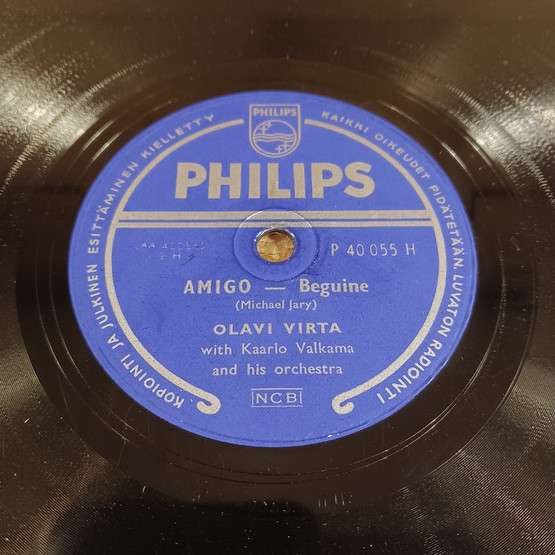 PHILIPS
PHILIPS
KAIKKI OIKEUDET PIDÄTETÄÄN. LUVATON RADIOINTI
KOPIOINTI JA JULKINEN ESITTÄMINEN KIELLETTY
P 40 055 H
AMIGO — Beguine
(Michael Jary)
OLAVI VIRTA
with Kaarlo Valkama
and his orchestra
NCB